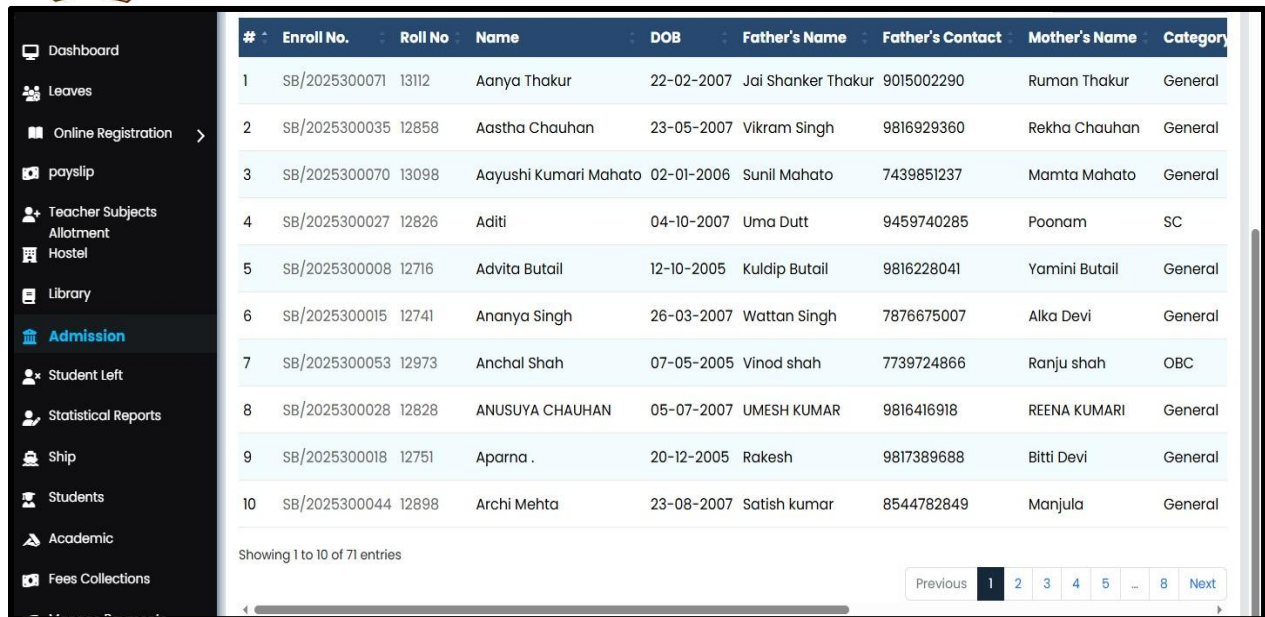 Dashboard
Leaves
Online Registration
payslip
Teacher Subjects
Allotment
Hostel
Library
Admission
Student Left
Statistical Reports
Ship
Students
Academic
Fees Collections
# Enroll No. Roll No Name DOB Father's Name Father's Contact Mother's Name Category
1 SB/2025300071 13112 Aanya Thakur 22-02-2007 Jai Shanker Thakur 9015002290 Ruman Thakur General
2 SB/2025300035 12858 Aastha Chauhan 23-05-2007 Vikram Singh 9816929360 Rekha Chauhan General
3 SB/2025300070 13098 Aayushi Kumari Mahato 02-01-2006 Sunil Mahato 7439851237 Mamta Mahato General
4 SB/2025300027 12826 Aditi 04-10-2007 Uma Dutt 9459740285 Poonam SC
5 SB/2025300008 12716 Advita Butail 12-10-2005 Kuldip Butail 9816228041 Yamini Butail General
6 SB/2025300015 12741 Ananya Singh 26-03-2007 Wattan Singh 7876675007 Alka Devi General
7 SB/2025300053 12973 Anchal Shah 07-05-2005 Vinod shah 7739724866 Ranju shah OBC
8 SB/2025300028 12828 ANUSUYA CHAUHAN 05-07-2007 UMESH KUMAR 9816416918 REENA KUMARI General
9 SB/2025300018 12751 Aparna . 20-12-2005 Rakesh 9817389688 Bitti Devi General
10 SB/2025300044 12898 Archi Mehta 23-08-2007 Satish kumar 8544782849 Manjula General
Showing 1 to 10 of 71 entries
Previous 1 2 3 4 5 … 8 Next